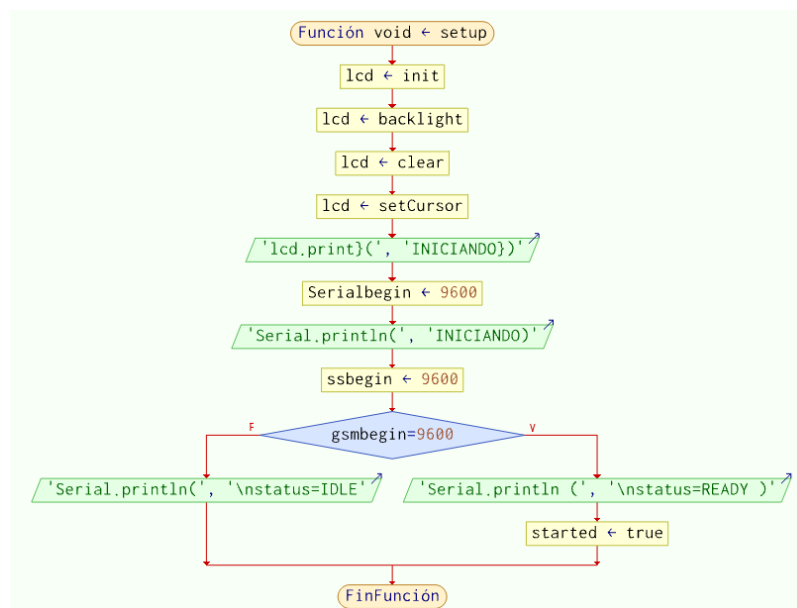 Función void ← setup
lcd ← init
lcd ← backlight
lcd ← clear
lcd ← setCursor
'lcd.print}(', 'INICIANDO})'
Serialbegin ← 9600
'Serial.println(', 'INICIANDO)'
ssbegin ← 9600
F
gsmbegin=9600
V
'Serial.println(', '\nstatus=IDLE'
'Serial.println (', '\nstatus=READY )'
started ← true
FinFunción